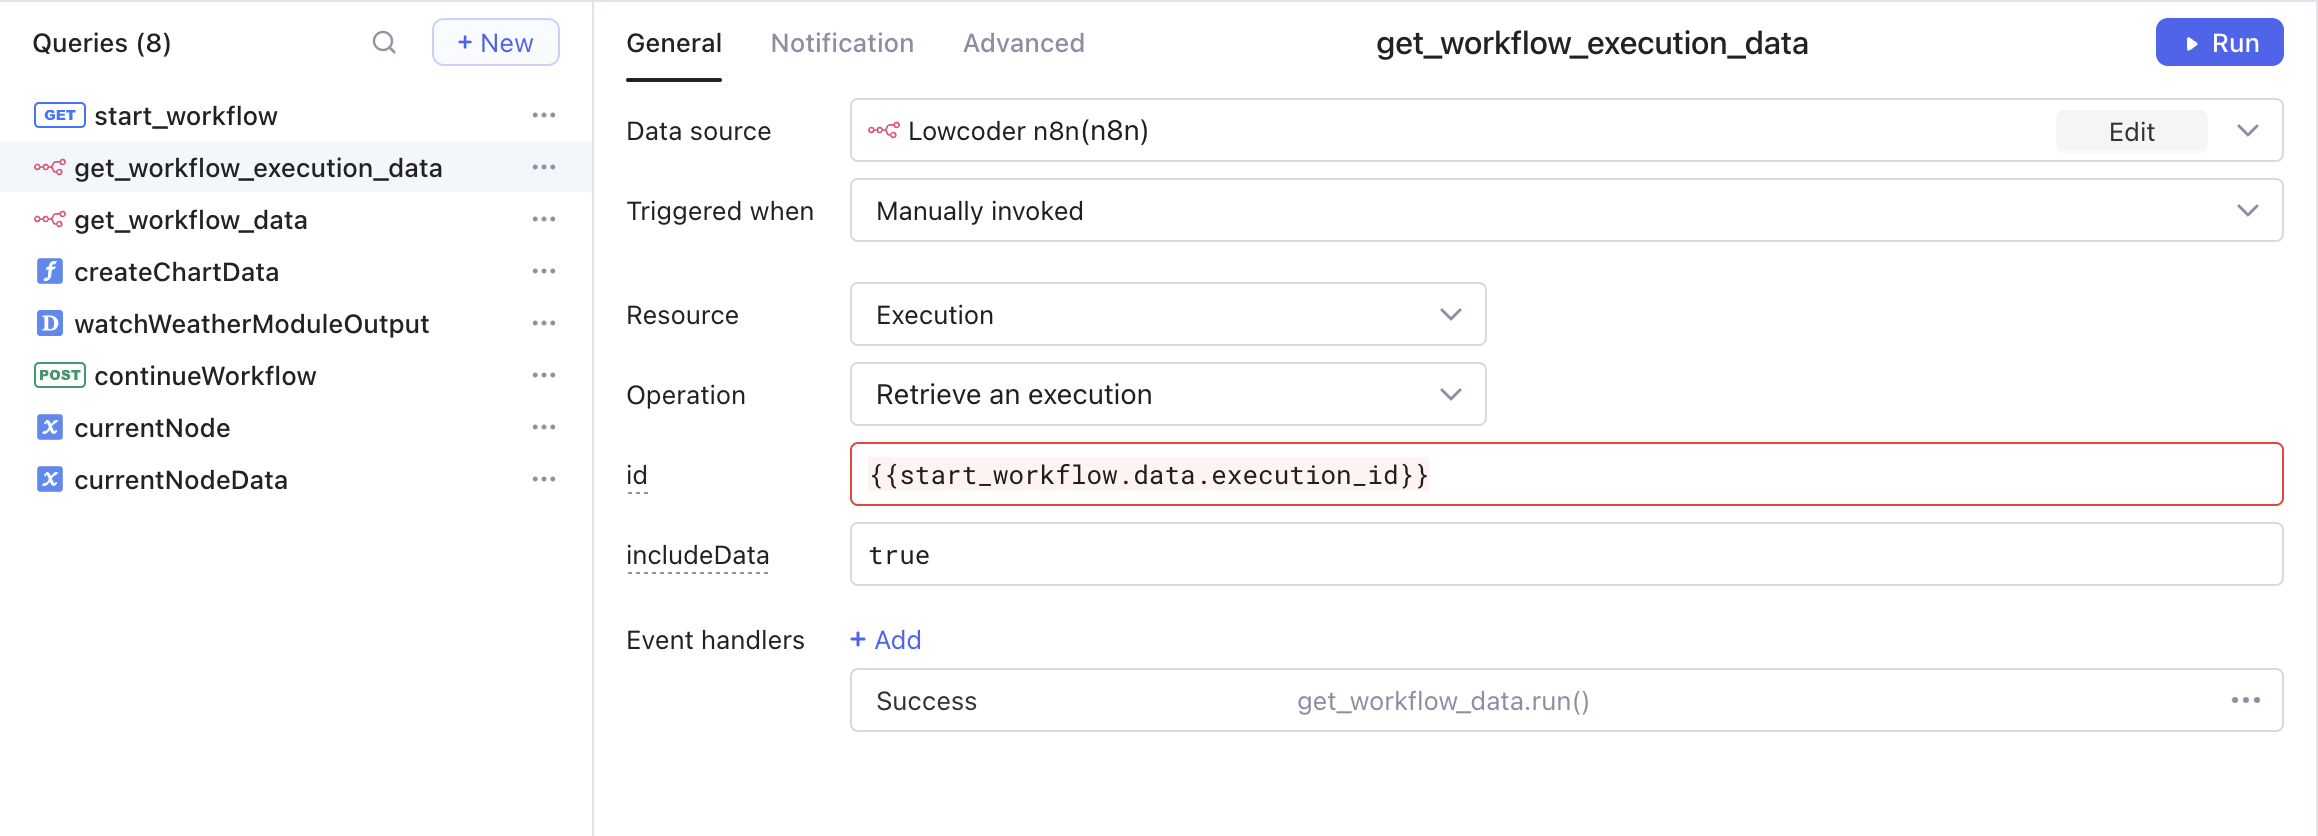 Queries (8)
+ New
GET start_workflow
get_workflow_execution_data
get_workflow_data
f createChartData
D watchWeatherModuleOutput
POST continueWorkflow
x currentNode
x currentNodeData
General Notification Advanced
get_workflow_execution_data
Run
Data source Lowcoder n8n(n8n) Edit
Triggered when Manually invoked
Resource Execution
Operation Retrieve an execution
id {{start_workflow.data.execution_id}}
includeData true
Event handlers + Add
Success get_workflow_data.run()